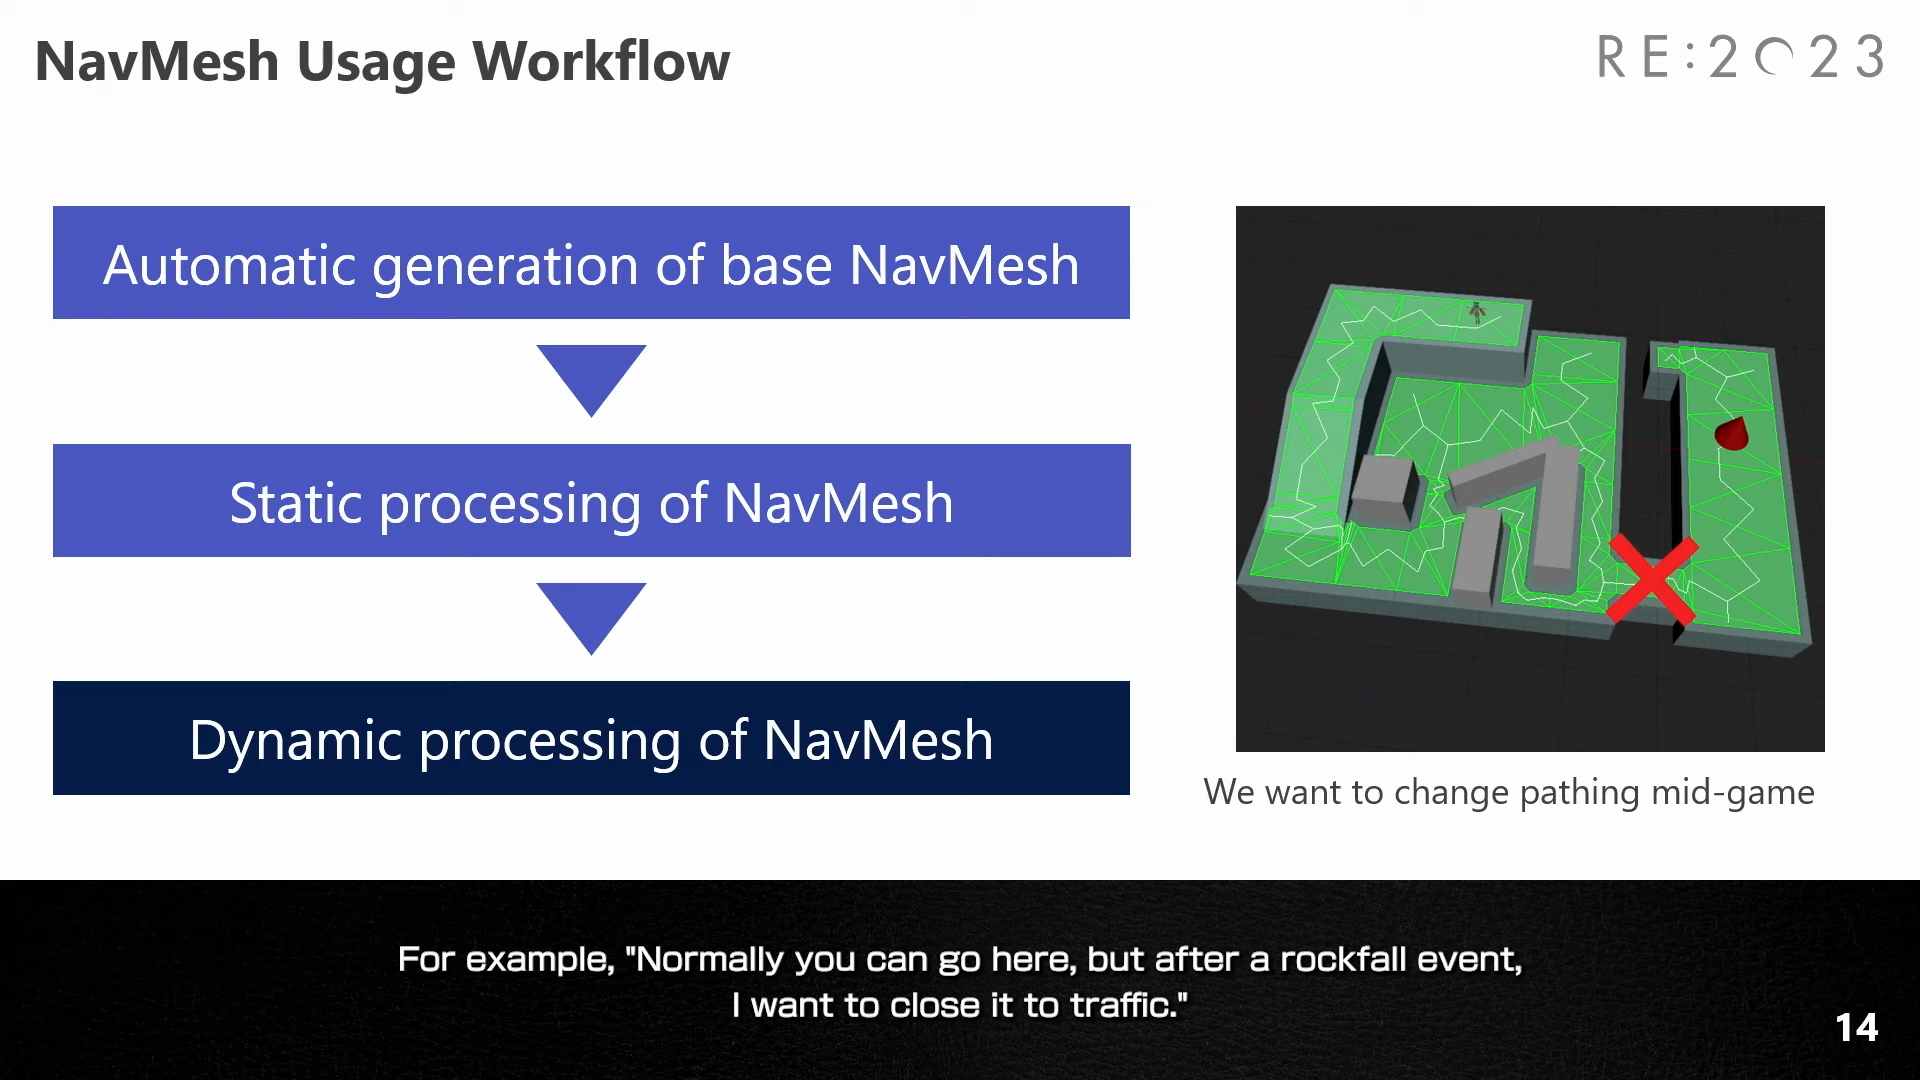 NavMesh Usage Workflow
RE:2023
Automatic generation of base NavMesh
Static processing of NavMesh
Dynamic processing of NavMesh
We want to change pathing mid-game
For example, "Normally you can go here, but after a rockfall event,
I want to close it to traffic."
14